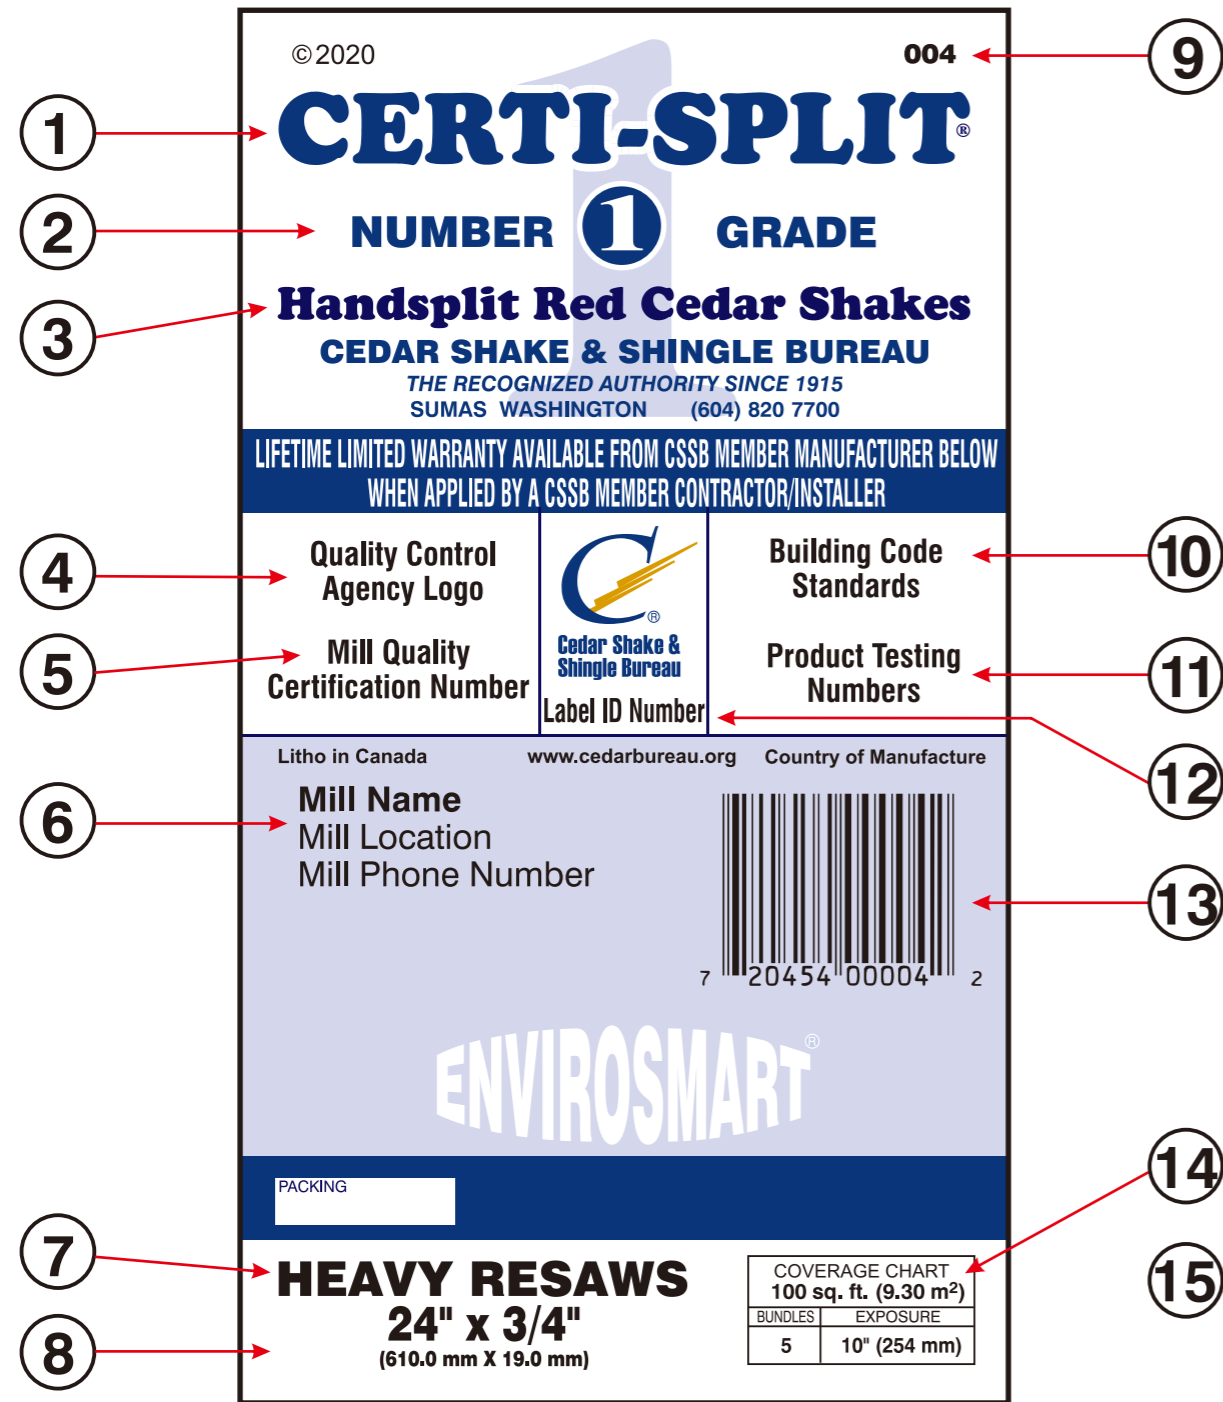 ©2020 004 9
1 CERTI-SPLIT®
2 NUMBER 1 GRADE
3 Handsplit Red Cedar Shakes
CEDAR SHAKE & SHINGLE BUREAU
THE RECOGNIZED AUTHORITY SINCE 1915
SUMAS WASHINGTON (604) 820 7700
LIFETIME LIMITED WARRANTY AVAILABLE FROM CSSB MEMBER MANUFACTURER BELOW
WHEN APPLIED BY A CSSB MEMBER CONTRACTOR/INSTALLER
4 Quality Control
Agency Logo
5 Mill Quality
Certification Number
®
Cedar Shake &
Shingle Bureau
Label ID Number
Building Code
Standards 10
Product Testing
Numbers 11
12
Litho in Canada www.cedarbureau.org Country of Manufacture
6 Mill Name
Mill Location
Mill Phone Number
13
7 20454 00004 2
ENVIROSMART®
PACKING
14
15
7 HEAVY RESAWS
8 24" x 3/4"
(610.0 mm X 19.0 mm)
COVERAGE CHART
100 sq. ft. (9.30 m²)
BUNDLES EXPOSURE
5 10" (254 mm)